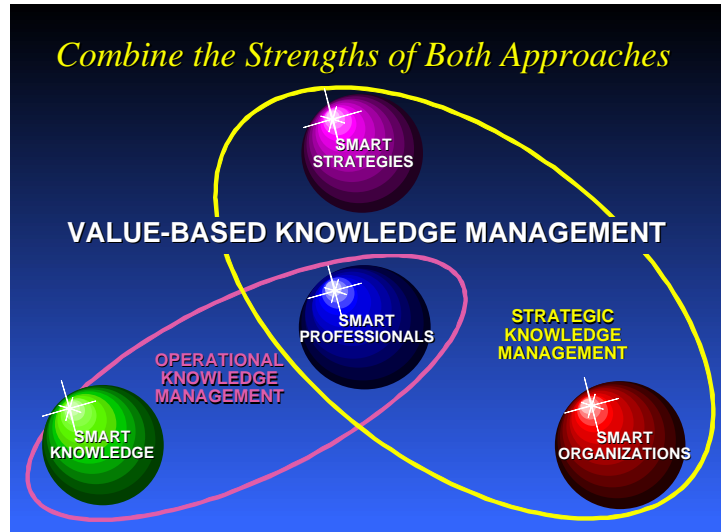 Combine the Strengths of Both Approaches
SMART
STRATEGIES
VALUE-BASED KNOWLEDGE MANAGEMENT
SMART
PROFESSIONALS
STRATEGIC
KNOWLEDGE
MANAGEMENT
OPERATIONAL
KNOWLEDGE
MANAGEMENT
SMART
KNOWLEDGE
SMART
ORGANIZATIONS